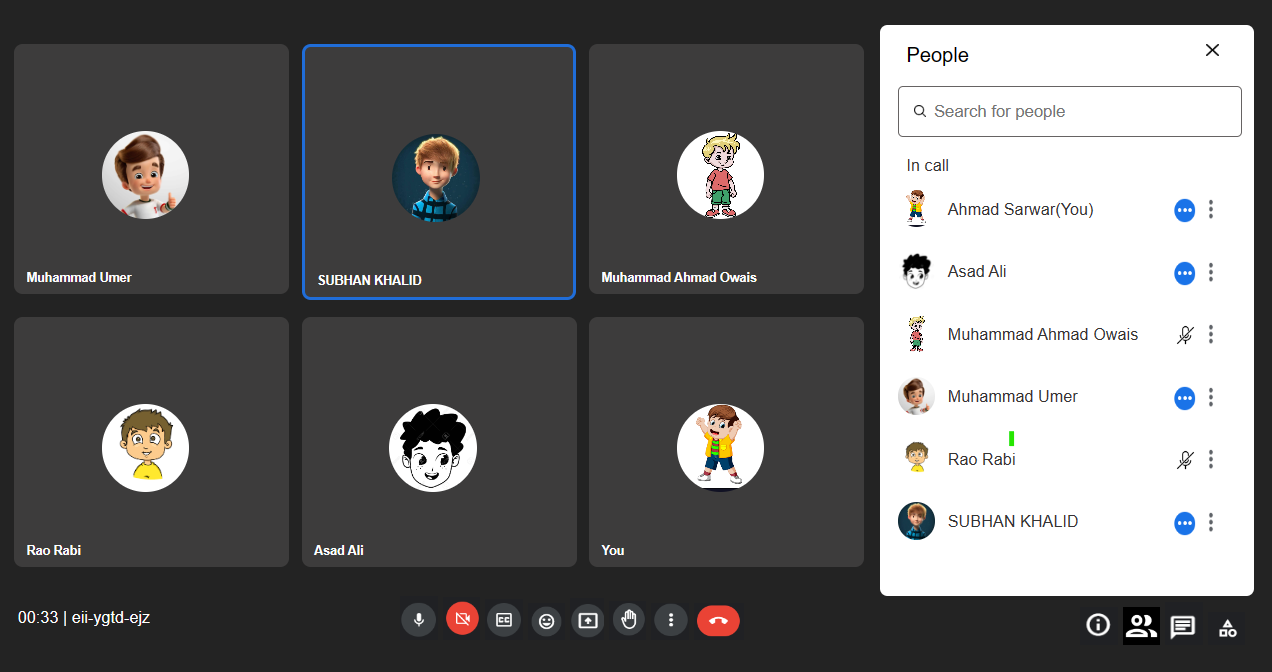 Muhammad Umer
SUBHAN KHALID
Muhammad Ahmad Owais
Rao Rabi
Asad Ali
You
00:33 | eii-ygtd-ejz
CC
People
Search for people
In call
Ahmad Sarwar(You)
Asad Ali
Muhammad Ahmad Owais
Muhammad Umer
Rao Rabi
SUBHAN KHALID